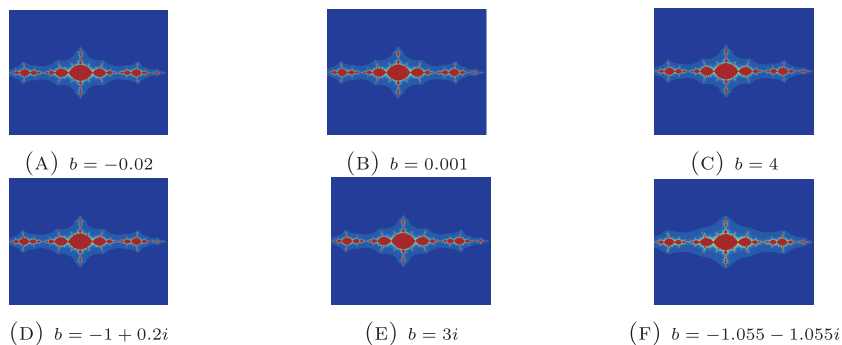 (A) b = −0.02
(B) b = 0.001
(C) b = 4
(D) b = −1 + 0.2i
(E) b = 3i
(F) b = −1.055 − 1.055i